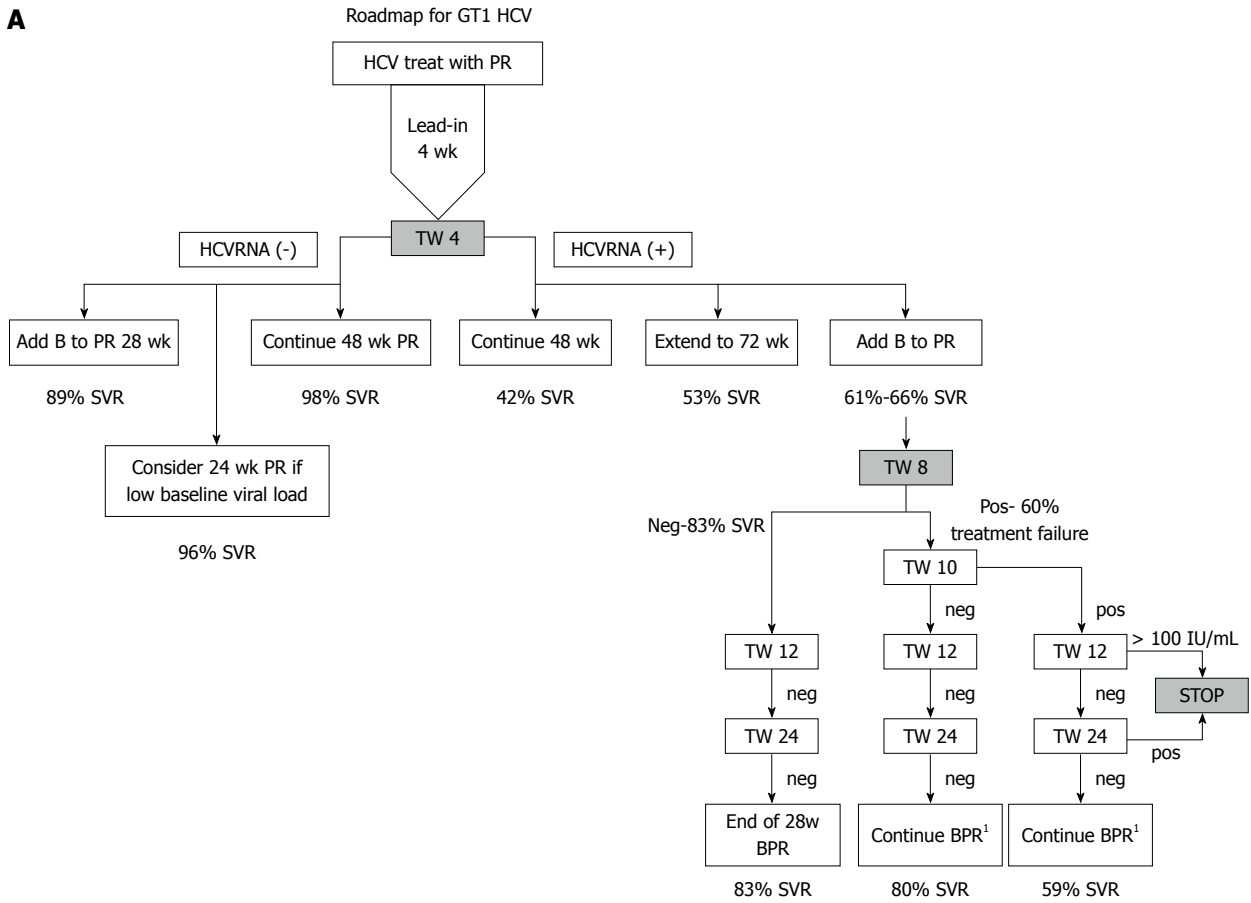 A
Roadmap for GT1 HCV
HCV treat with PR
Lead-in
4 wk
TW 4
HCVRNA (-)
HCVRNA (+)
Add B to PR 28 wk
Continue 48 wk PR
Continue 48 wk
Extend to 72 wk
Add B to PR
89% SVR
98% SVR
42% SVR
53% SVR
61%-66% SVR
Consider 24 wk PR if
low baseline viral load
96% SVR
TW 8
Neg-83% SVR
Pos- 60%
treatment failure
TW 10
neg
pos
TW 12
TW 12
TW 12
> 100 IU/mL
neg
neg
neg
STOP
TW 24
TW 24
TW 24
pos
neg
neg
neg
End of 28w
BPR
Continue BPR¹
Continue BPR¹
83% SVR
80% SVR
59% SVR